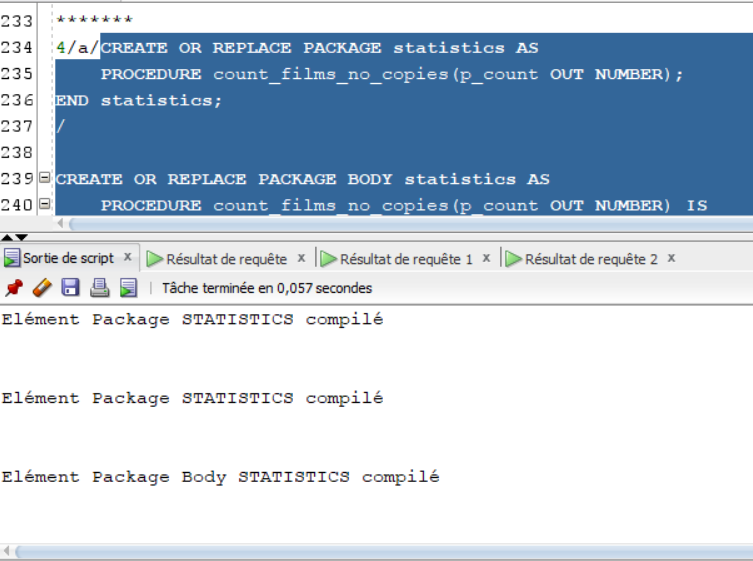 233 *******
234 4/a/CREATE OR REPLACE PACKAGE statistics AS
235 PROCEDURE count_films_no_copies(p_count OUT NUMBER);
236 END statistics;
237 /
238
239 CREATE OR REPLACE PACKAGE BODY statistics AS
240 PROCEDURE count_films_no_copies(p_count OUT NUMBER) IS
Sortie de script x Résultat de requête x Résultat de requête 1 x Résultat de requête 2 x
Tâche terminée en 0,057 secondes
Elément Package STATISTICS compilé
Elément Package STATISTICS compilé
Elément Package Body STATISTICS compilé